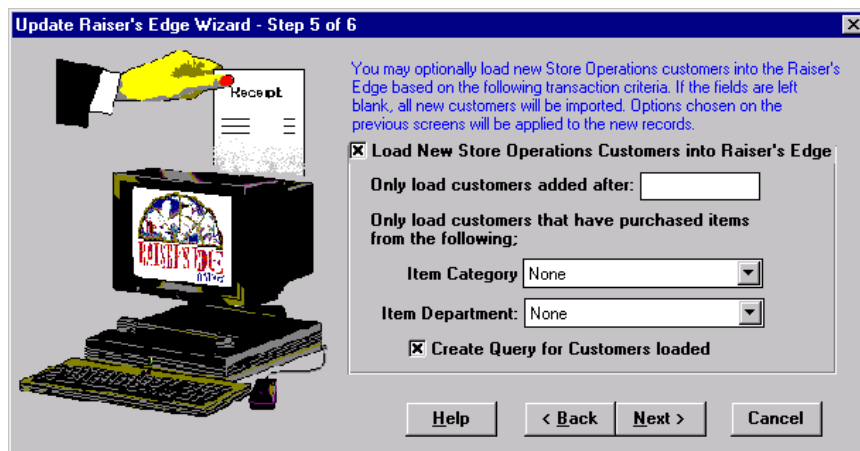 Update Raiser's Edge Wizard - Step 5 of 6
Receipt
You may optionally load new Store Operations customers into the Raiser's
Edge based on the following transaction criteria. If the fields are left
blank, all new customers will be imported. Options chosen on the
previous screens will be applied to the new records.
Load New Store Operations Customers into Raiser's Edge
Only load customers added after:
Only load customers that have purchased items
from the following;
Item Category None
Item Department: None
Create Query for Customers loaded
RAISER'S EDGE
Help < Back Next > Cancel